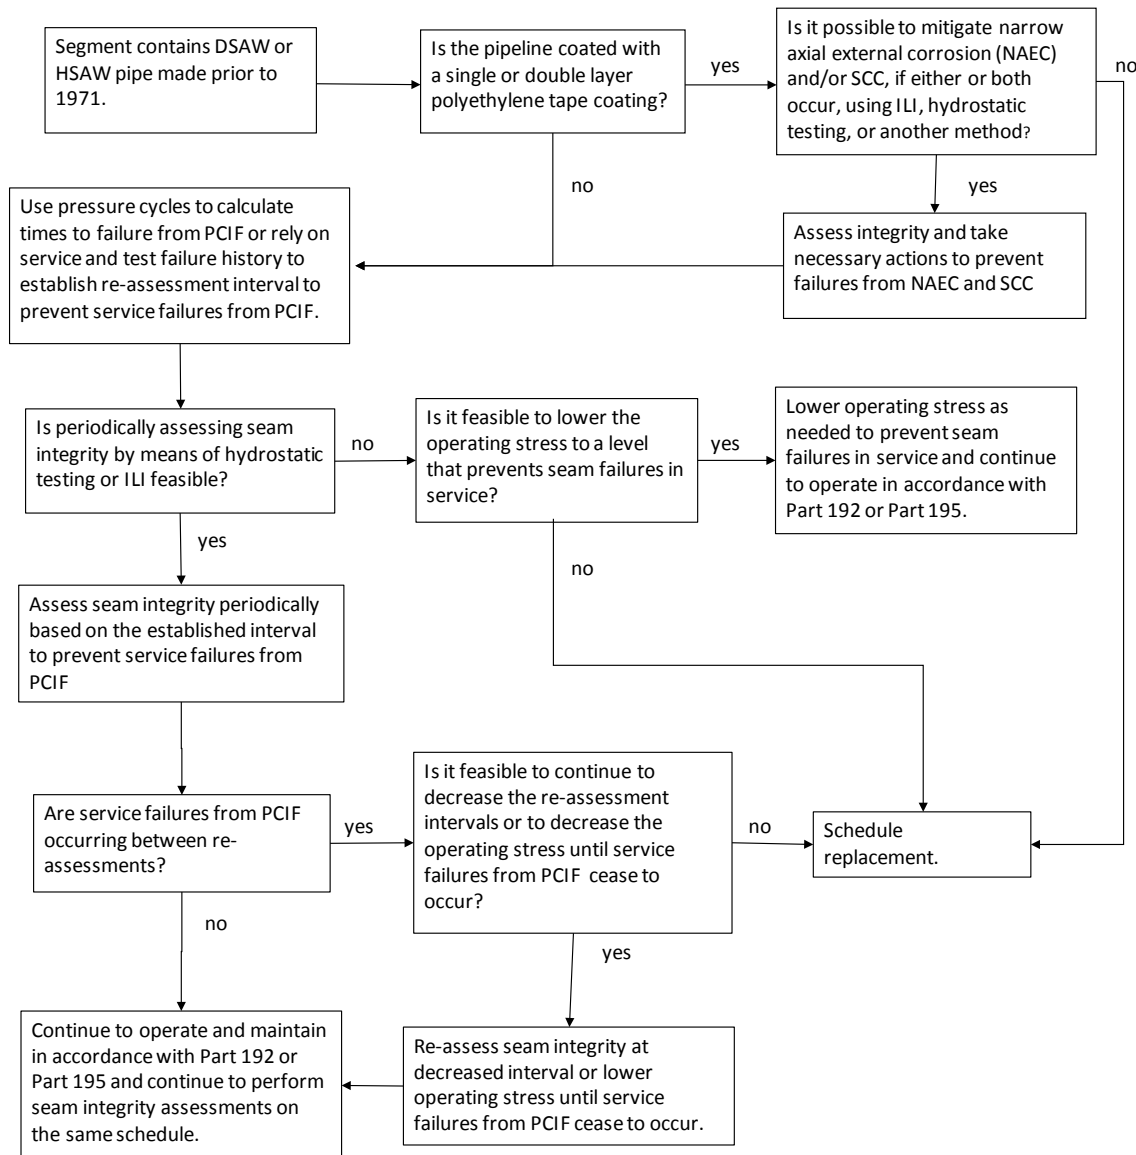 Segment contains DSAW or
HSAW pipe made prior to
1971.
Is the pipeline coated with
a single or double layer
polyethylene tape coating?
yes
Is it possible to mitigate narrow
axial external corrosion (NAEC)
and/or SCC, if either or both
occur, using ILI, hydrostatic
testing, or another method?
no
no
yes
Use pressure cycles to calculate
times to failure from PCIF or rely on
service and test failure history to
establish re-assessment interval to
prevent service failures from PCIF.
Assess integrity and take
necessary actions to prevent
failures from NAEC and SCC
Is periodically assessing seam
integrity by means of hydrostatic
testing or ILI feasible?
no
Is it feasible to lower the
operating stress to a level
that prevents seam failures in
service?
yes
Lower operating stress as
needed to prevent seam
failures in service and continue
to operate in accordance with
Part 192 or Part 195.
yes
no
Assess seam integrity periodically
based on the established interval
to prevent service failures from
PCIF
Are service failures from PCIF
occurring between re-
assessments?
yes
Is it feasible to continue to
decrease the re-assessment
intervals or to decrease the
operating stress until service
failures from PCIF cease to
occur?
no
Schedule
replacement.
no
yes
Continue to operate and maintain
in accordance with Part 192 or
Part 195 and continue to perform
seam integrity assessments on
the same schedule.
Re-assess seam integrity at
decreased interval or lower
operating stress until service
failures from PCIF cease to occur.